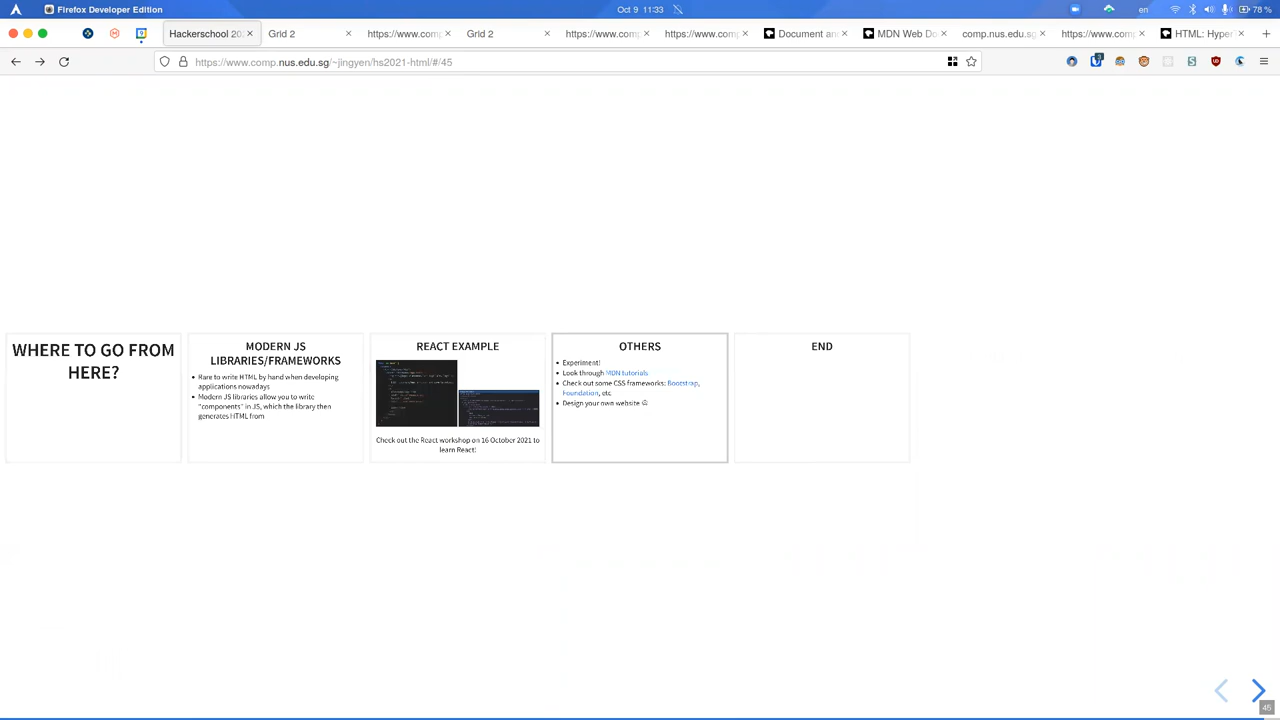 Firefox Developer Edition
Oct 9 11:33
78 %
Hackerschool 20
Grid 2
https://www.com
Grid 2
https://www.com
https://www.comp
Document an
MDN Web Do
comp.nus.edu.sg
https://www.com
HTML: Hyper
https://www.comp.nus.edu.sg/~jingyen/hs2021-html/#/45
WHERE TO GO FROM
HERE?
MODERN JS
LIBRARIES/FRAMEWORKS
Rare to write HTML by hand when developing
applications nowadays
Modern JS libraries allow you to write
"components" in JS, which the library then
generates HTML from
REACT EXAMPLE
Check out the React workshop on 16 October 2021 to
learn React!
OTHERS
Experiment!
Look through MDN tutorials
Check out some CSS frameworks: Bootstrap,
Foundation, etc
Design your own website ☺
END
45